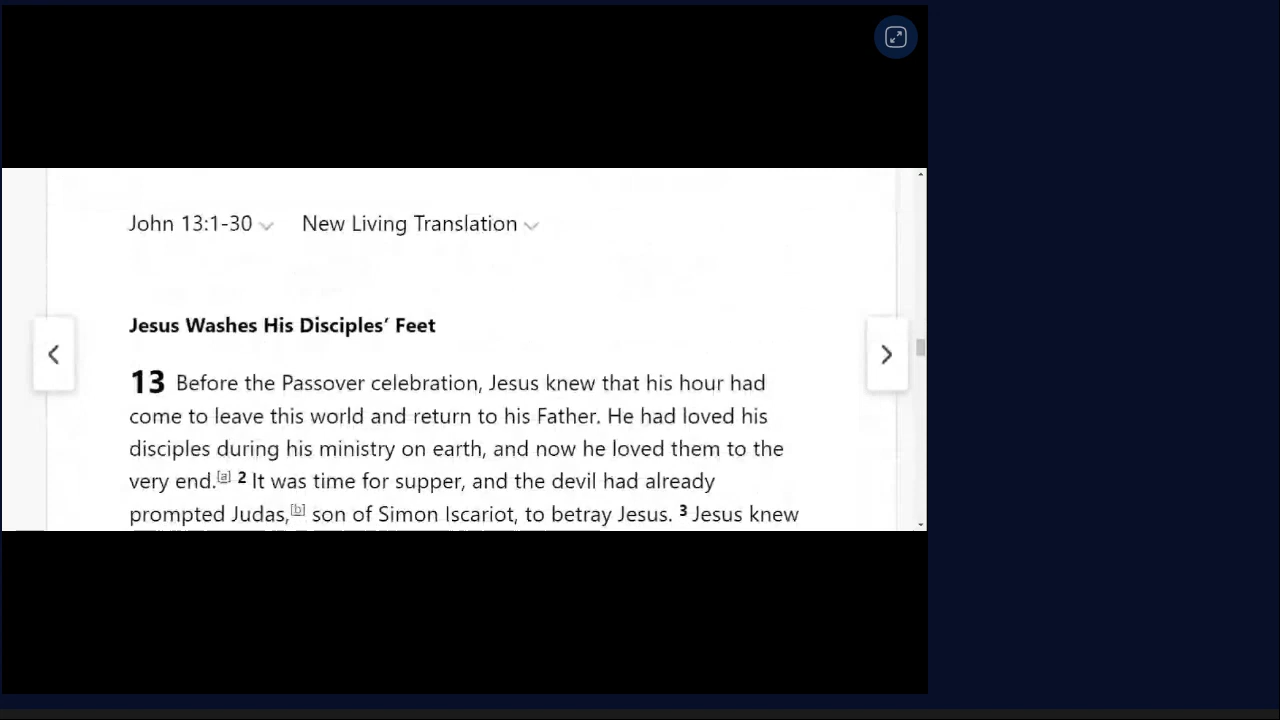 John 13:1-30 New Living Translation
Jesus Washes His Disciples’ Feet
13 Before the Passover celebration, Jesus knew that his hour had
come to leave this world and return to his Father. He had loved his
disciples during his ministry on earth, and now he loved them to the
very end.[a] 2 It was time for supper, and the devil had already
prompted Judas,[b] son of Simon Iscariot, to betray Jesus. 3 Jesus knew